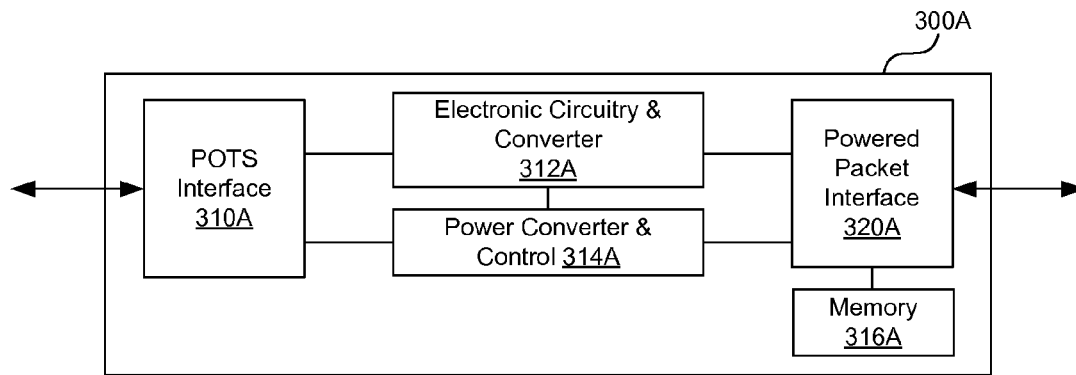 300A
POTS
Interface
310A
Electronic Circuitry &
Converter
312A
Power Converter &
Control 314A
Powered
Packet
Interface
320A
Memory
316A